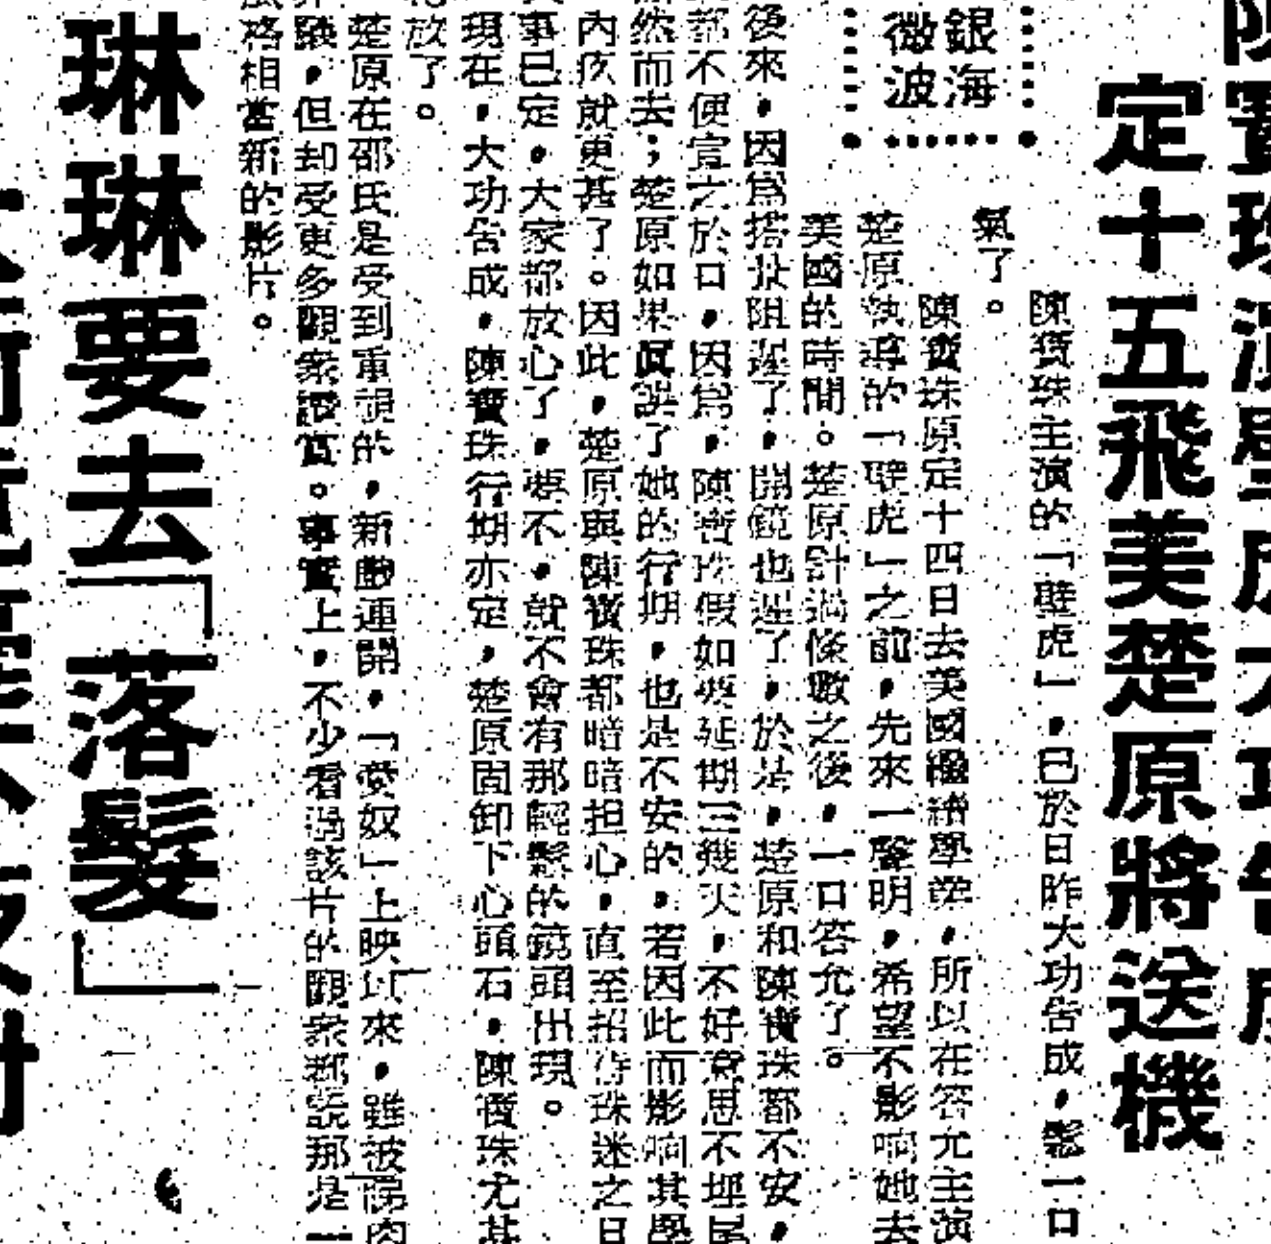 定十五飛美楚原將送機
銀海
微波
陳寶珠主演的「壁虎」，已於日昨大功告成，鬆一口
氣了。
陳寶珠原定十四日去美國繼續學業，所以在答允主演
楚原執導的「壁虎」之前，先來一聲明，希望不影响她去
美國的時間。楚原計過條數之後，一口答允了。
後來，因爲搭景阻遲了，開鏡也遲了，於是，楚原和陳寶珠都不安，
都不便宣之於口，因爲，陳寶珠假如要延期三幾天，不好意思不
然而去；楚原如果眞誤了她的行期，也是不安的，若因此而影响其學
內疚就更甚了。因此，楚原與陳寶珠都暗暗担心，直至招待珠迷之日
事已定，大家都放心了，要不，就不會有那輕鬆的鏡頭出現。
現在，大功告成，陳寶珠行期亦定，楚原固卸下心頭石，陳寶珠尤其
放了。
楚原在邵氏是受到重視的，新戲連開，「愛奴」上映以來，雖被
，但却受更多觀衆讚賞。事實上，不少看過該片的觀衆都說那是一
風格相當新的影片。
琳琳要去「落髮」